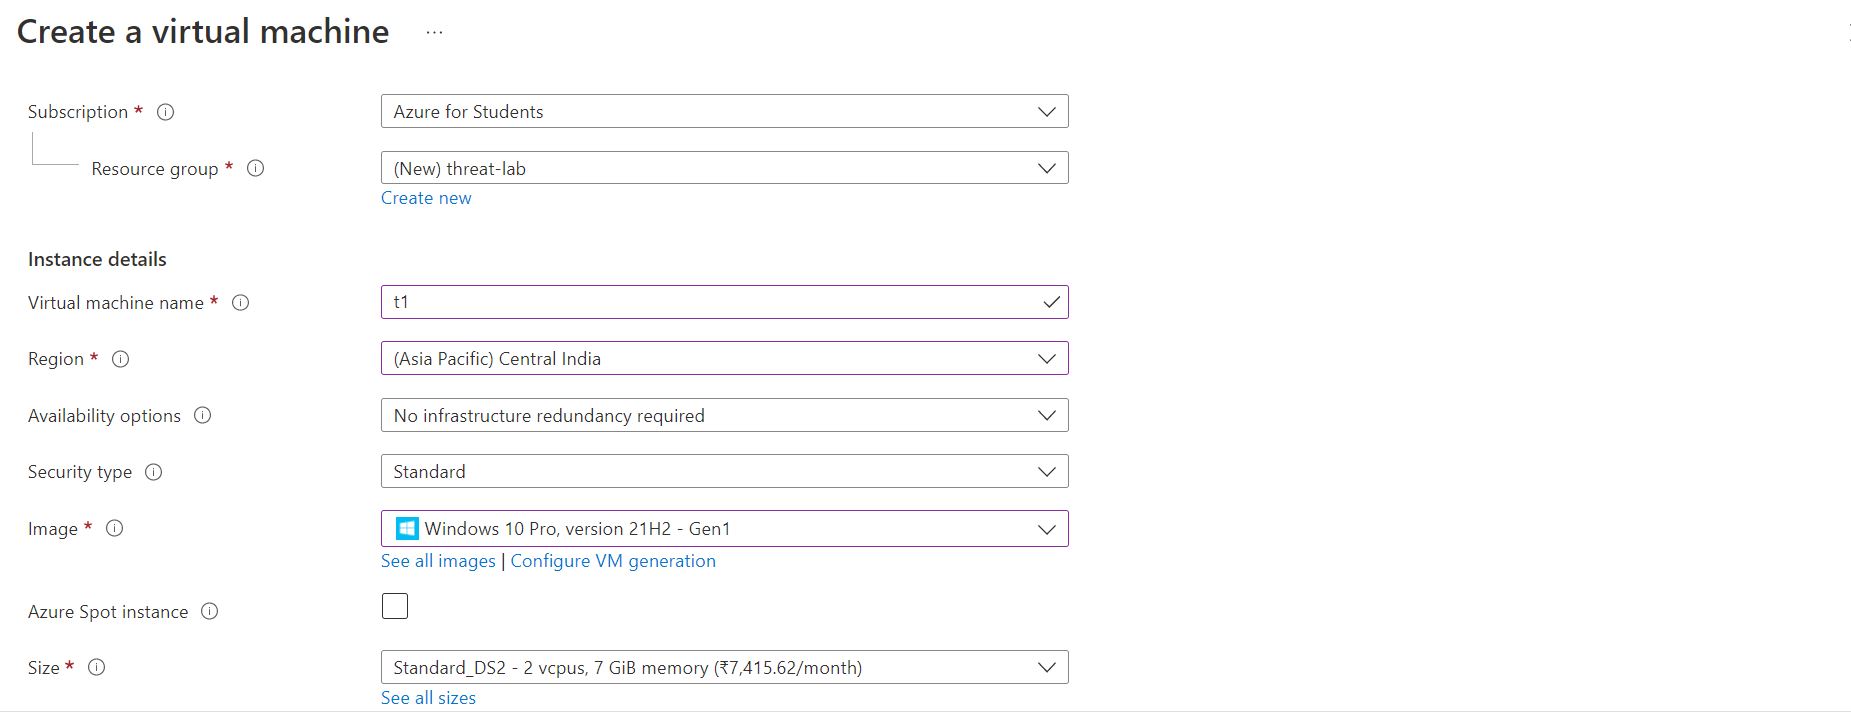 Create a virtual machine ...
Subscription * Azure for Students
Resource group * (New) threat-lab
Create new
Instance details
Virtual machine name * t1
Region * (Asia Pacific) Central India
Availability options No infrastructure redundancy required
Security type Standard
Image * Windows 10 Pro, version 21H2 - Gen1
See all images | Configure VM generation
Azure Spot instance
Size * Standard_DS2 - 2 vcpus, 7 GiB memory (₹7,415.62/month)
See all sizes